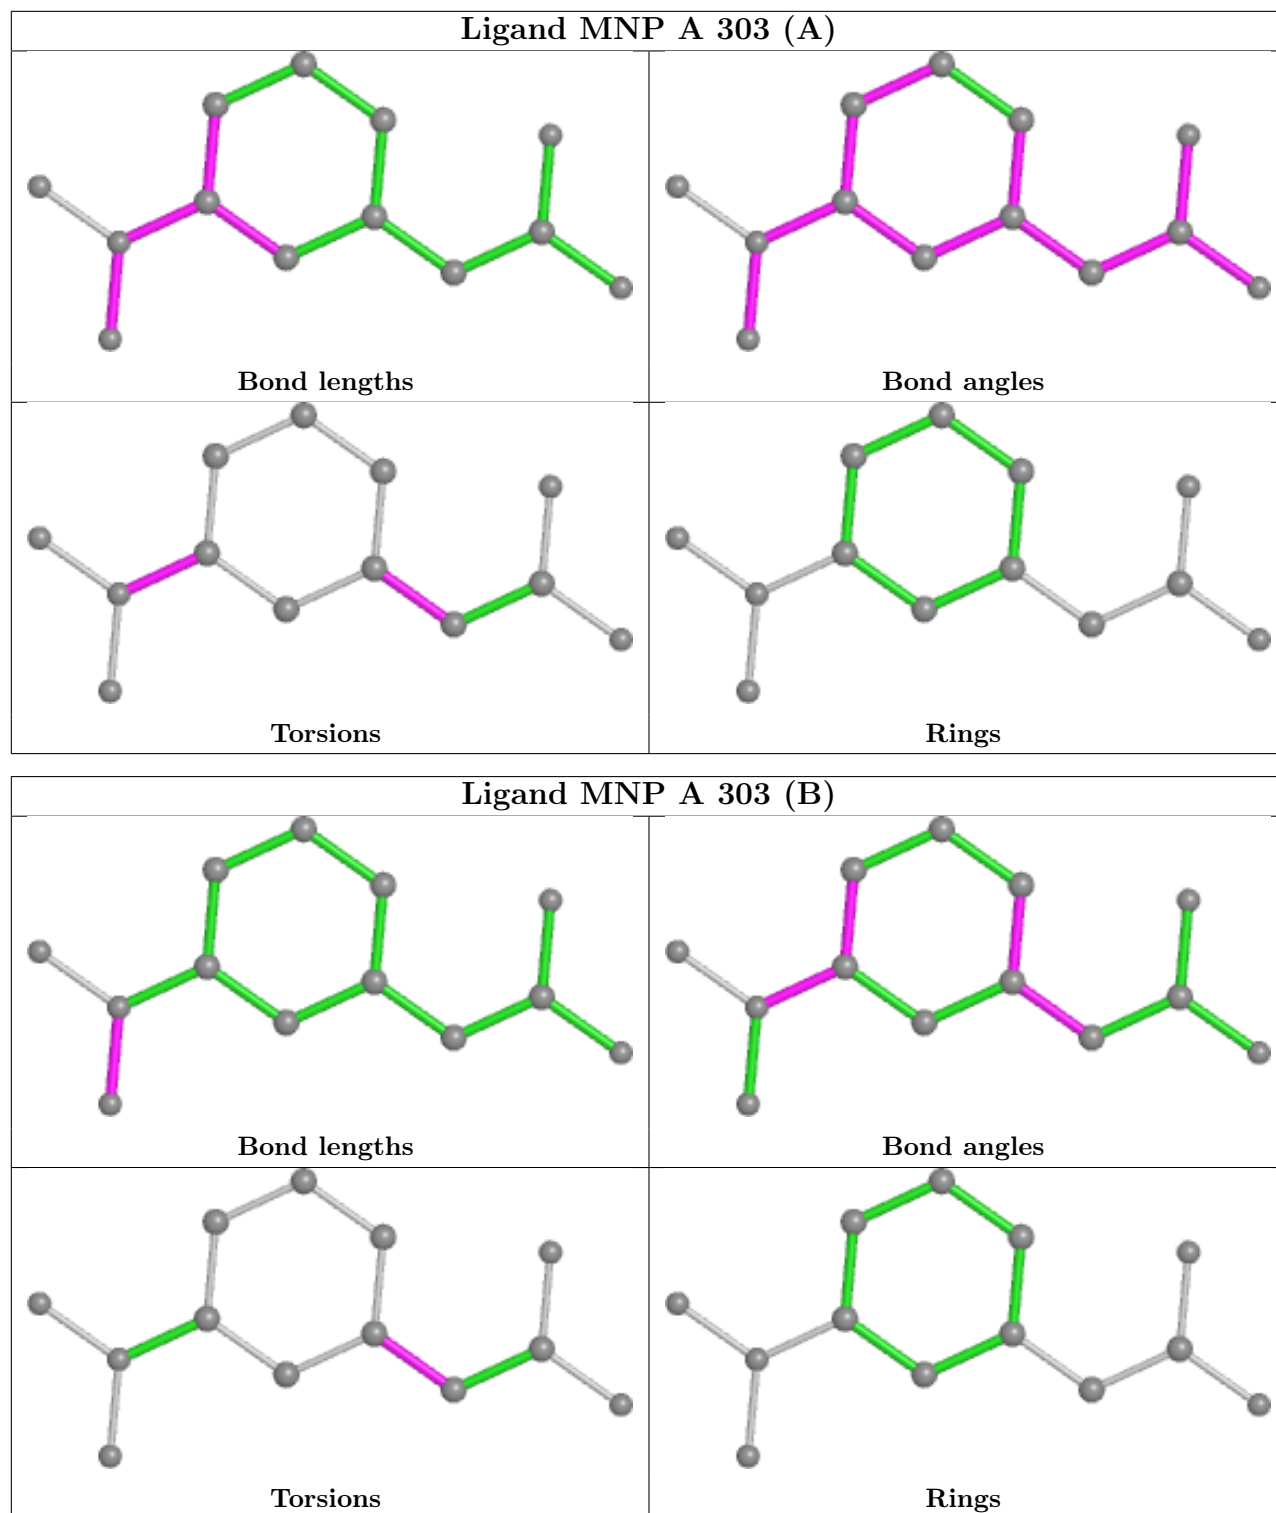 Ligand MNP A 303 (A)
Bond lengths
Bond angles
Torsions
Rings
Ligand MNP A 303 (B)
Bond lengths
Bond angles
Torsions
Rings